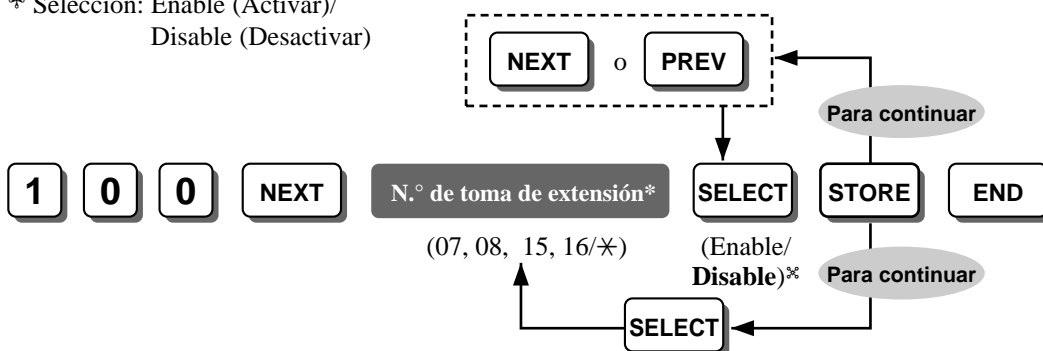 ⌘ Selección: Enable (Activar)/
Disable (Desactivar)
NEXT o PREV
Para continuar
1 0 0 NEXT N.° de toma de extensión* SELECT STORE END
(07, 08, 15, 16/✳) (Enable/
Disable)⌘
Para continuar
SELECT